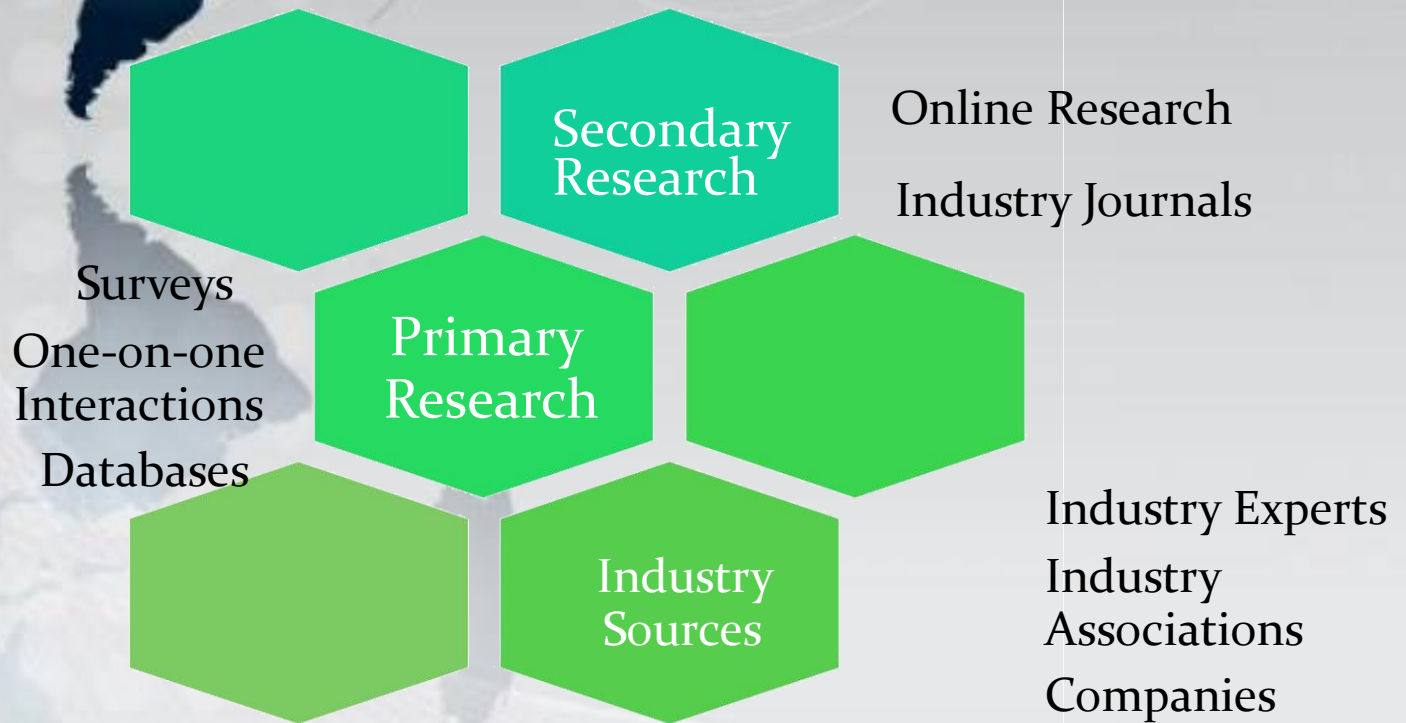 Secondary
Research
Online Research
Industry Journals
Surveys
One-on-one
Interactions
Databases
Primary
Research
Industry
Sources
Industry Experts
Industry
Associations
Companies